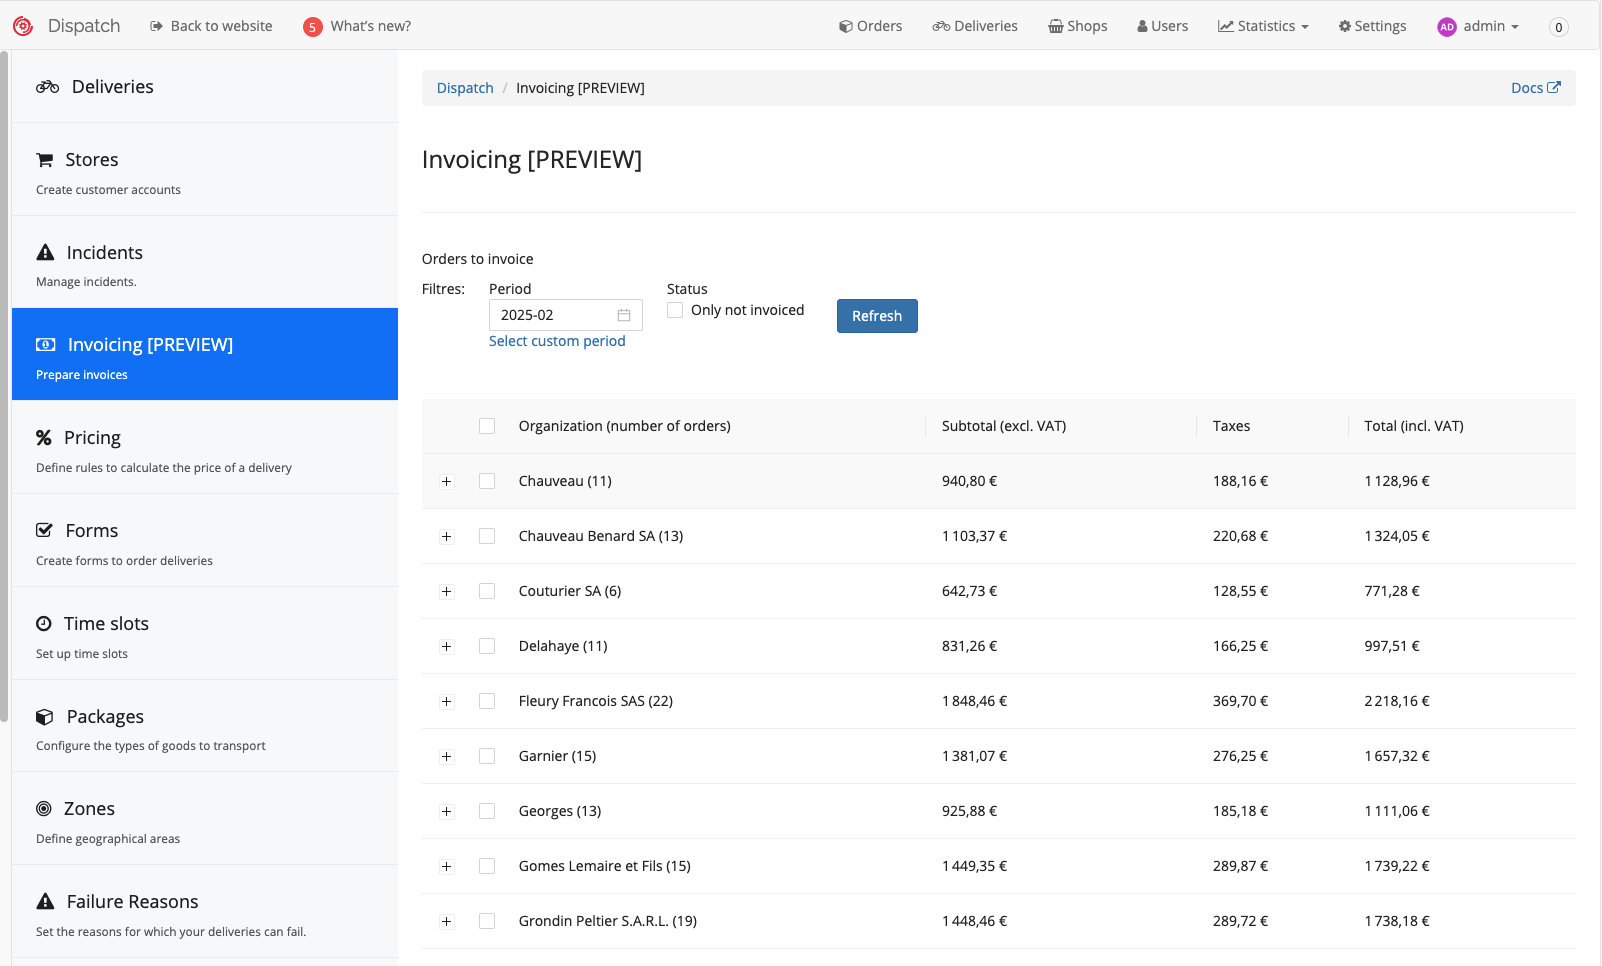 Dispatch
Back to website
5 What's new?
Orders
Deliveries
Shops
Users
Statistics
Settings
AD admin
0
Deliveries
Stores
Create customer accounts
Incidents
Manage incidents.
Invoicing [PREVIEW]
Prepare invoices
Pricing
Define rules to calculate the price of a delivery
Forms
Create forms to order deliveries
Time slots
Set up time slots
Packages
Configure the types of goods to transport
Zones
Define geographical areas
Failure Reasons
Set the reasons for which your deliveries can fail.
Dispatch / Invoicing [PREVIEW]
Docs
Invoicing [PREVIEW]
Orders to invoice
Filtres: Period Status
2025-02 Only not invoiced Refresh
Select custom period
Organization (number of orders) Subtotal (excl. VAT) Taxes Total (incl. VAT)
Chauveau (11) 940,80 € 188,16 € 1 128,96 €
Chauveau Benard SA (13) 1 103,37 € 220,68 € 1 324,05 €
Couturier SA (6) 642,73 € 128,55 € 771,28 €
Delahaye (11) 831,26 € 166,25 € 997,51 €
Fleury Francois SAS (22) 1 848,46 € 369,70 € 2 218,16 €
Garnier (15) 1 381,07 € 276,25 € 1 657,32 €
Georges (13) 925,88 € 185,18 € 1 111,06 €
Gomes Lemaire et Fils (15) 1 449,35 € 289,87 € 1 739,22 €
Grondin Peltier S.A.R.L. (19) 1 448,46 € 289,72 € 1 738,18 €